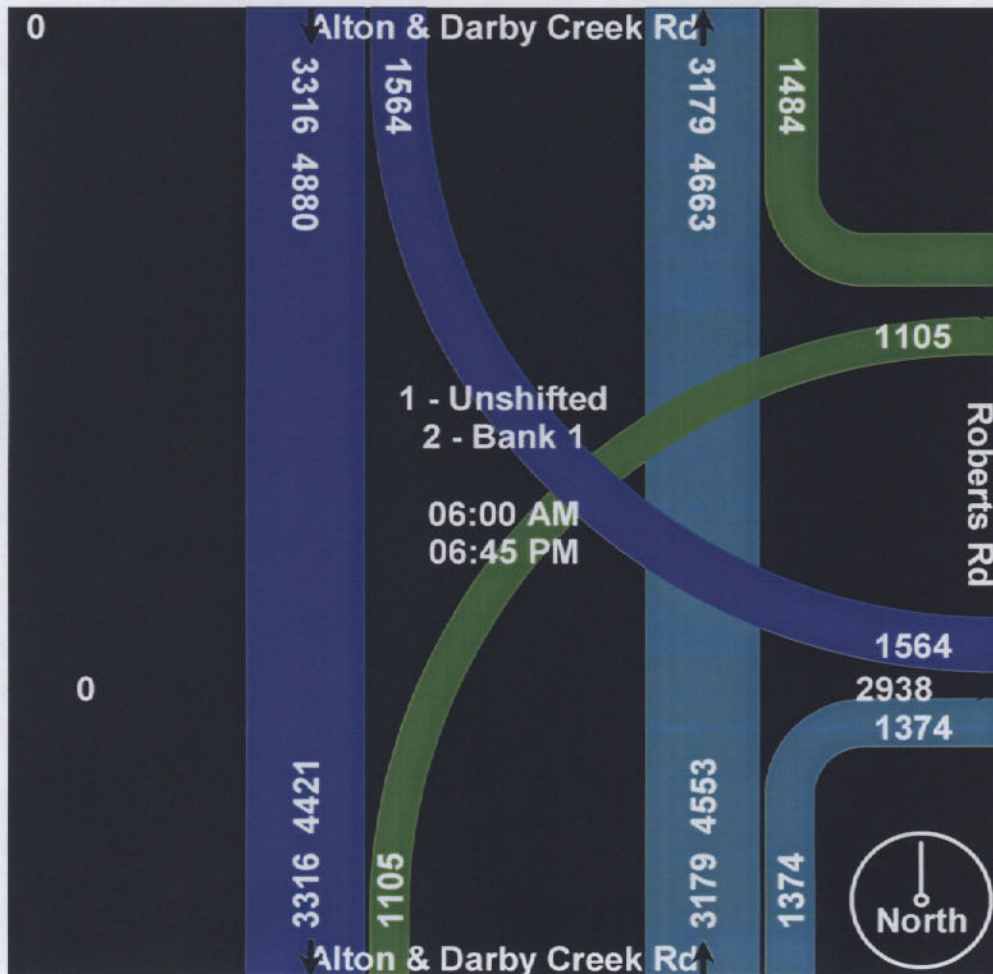 0
Alton & Darby Creek Rd
3316 4880
1564
3179 4663
1484
1105
1 - Unshifted
2 - Bank 1
06:00 AM
06:45 PM
Roberts Rd
1564
0
2938
1374
3316 4421
1105
3179 4553
1374
North
Alton & Darby Creek Rd